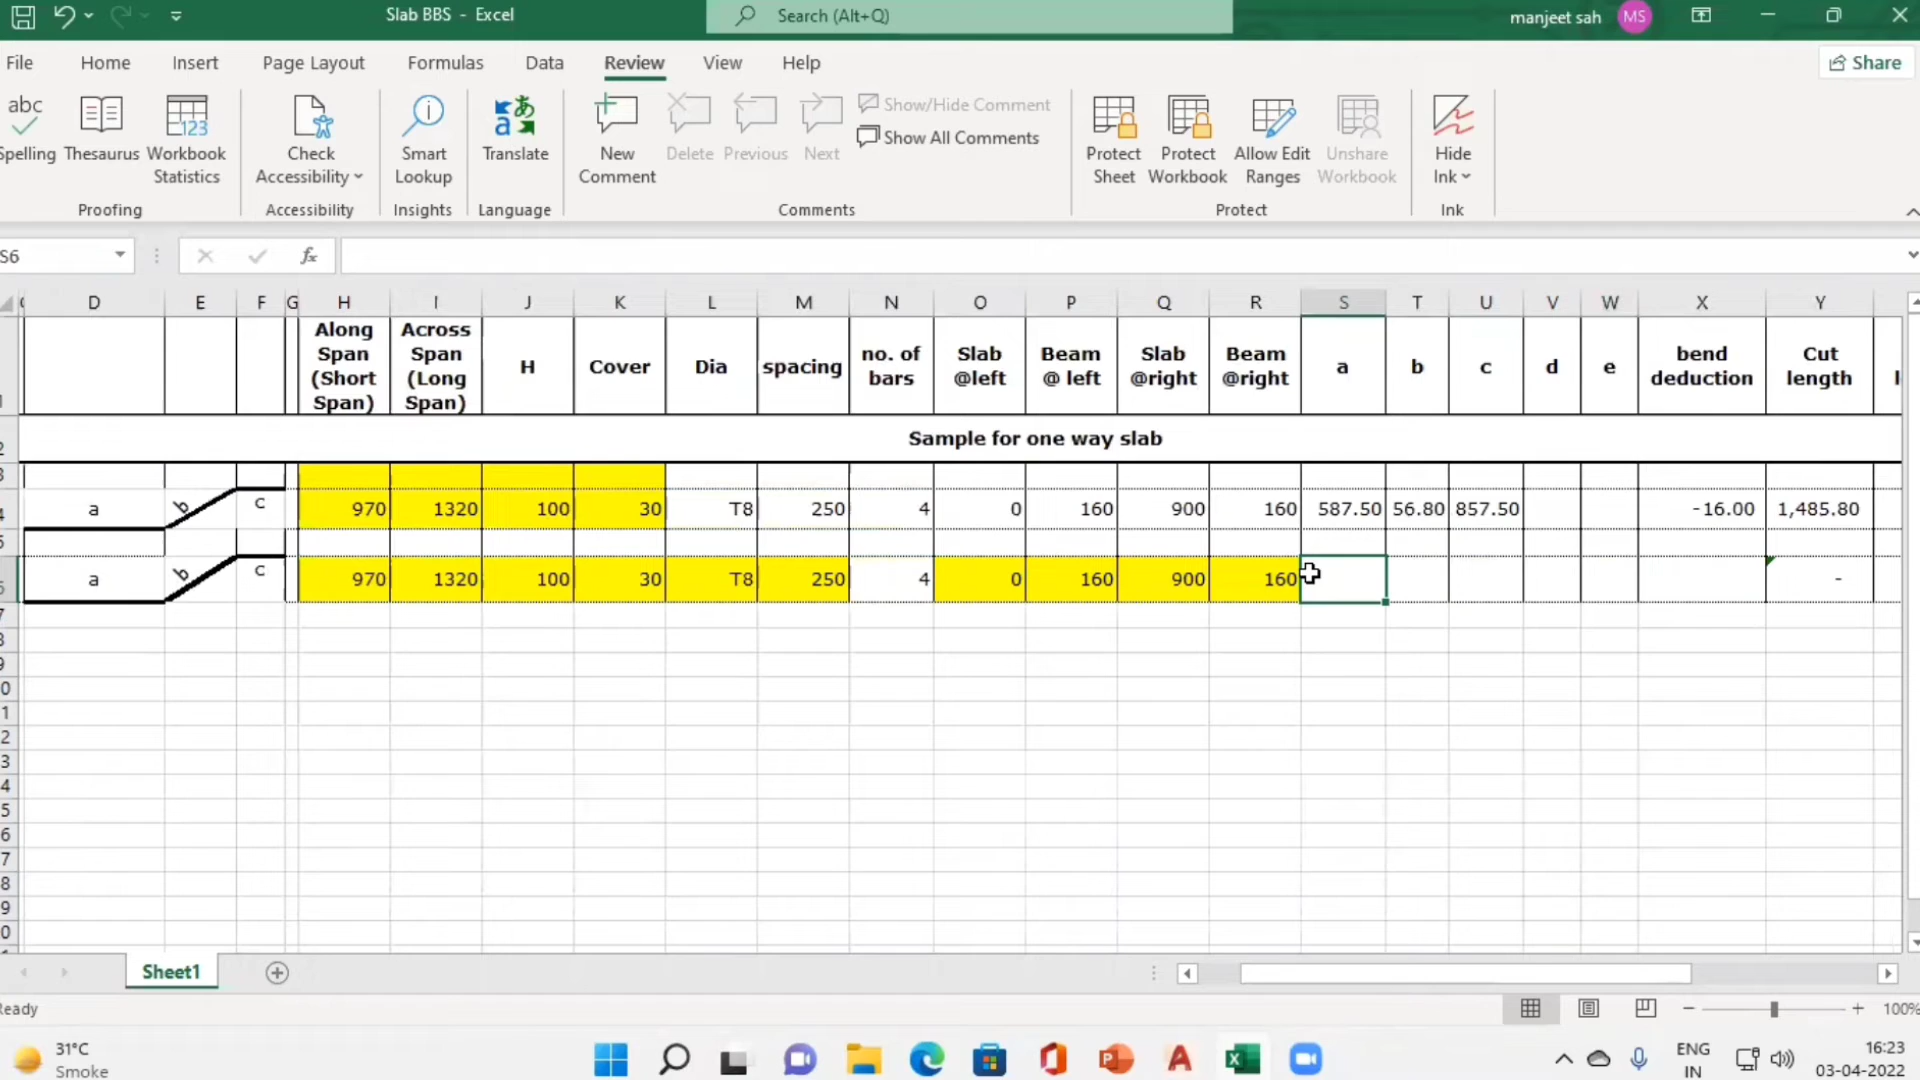 Slab BBS - Excel
Search (Alt+Q)
manjeet sah
MS
File Home Insert Page Layout Formulas Data Review View Help
Share
abc
Spelling Thesaurus Workbook Statistics
Proofing
Check Accessibility
Accessibility
Smart Lookup
Insights
Translate
Language
New Comment Delete Previous Next
Show/Hide Comment
Show All Comments
Comments
Protect Sheet Protect Workbook Allow Edit Ranges Unshare Workbook
Protect
Hide Ink
Ink
S6
fx
D E F G H I J K L M N O P Q R S T U V W X Y
Along Span (Short Span) Across Span (Long Span) H Cover Dia spacing no. of bars Slab @left Beam @ left Slab @right Beam @right a b c d e bend deduction Cut length
Sample for one way slab
a b c 970 1320 100 30 T8 250 4 0 160 900 160 587.50 56.80 857.50 -16.00 1,485.80
a b c 970 1320 100 30 T8 250 4 0 160 900 160 -
Sheet1
Ready
100%
31°C
Smoke
ENG
IN
16:23
03-04-2022